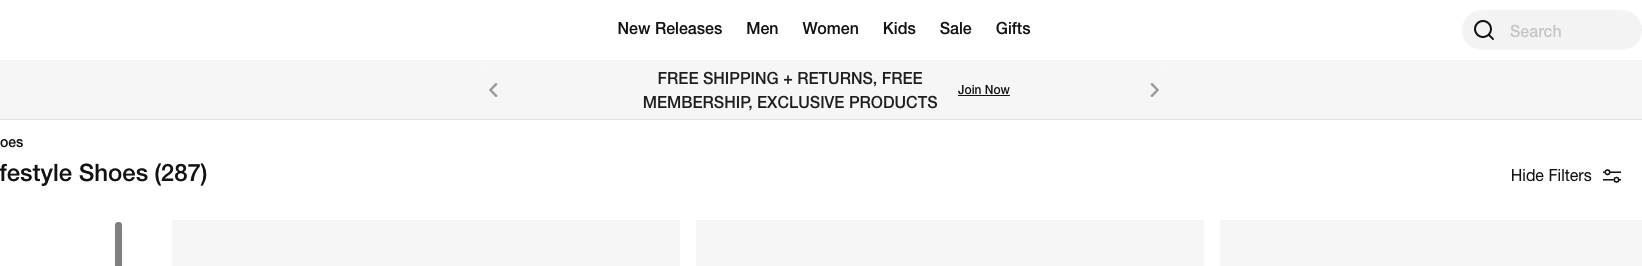 New Releases Men Women Kids Sale Gifts
Search
FREE SHIPPING + RETURNS, FREE
MEMBERSHIP, EXCLUSIVE PRODUCTS
Join Now
oes
festyle Shoes (287)
Hide Filters